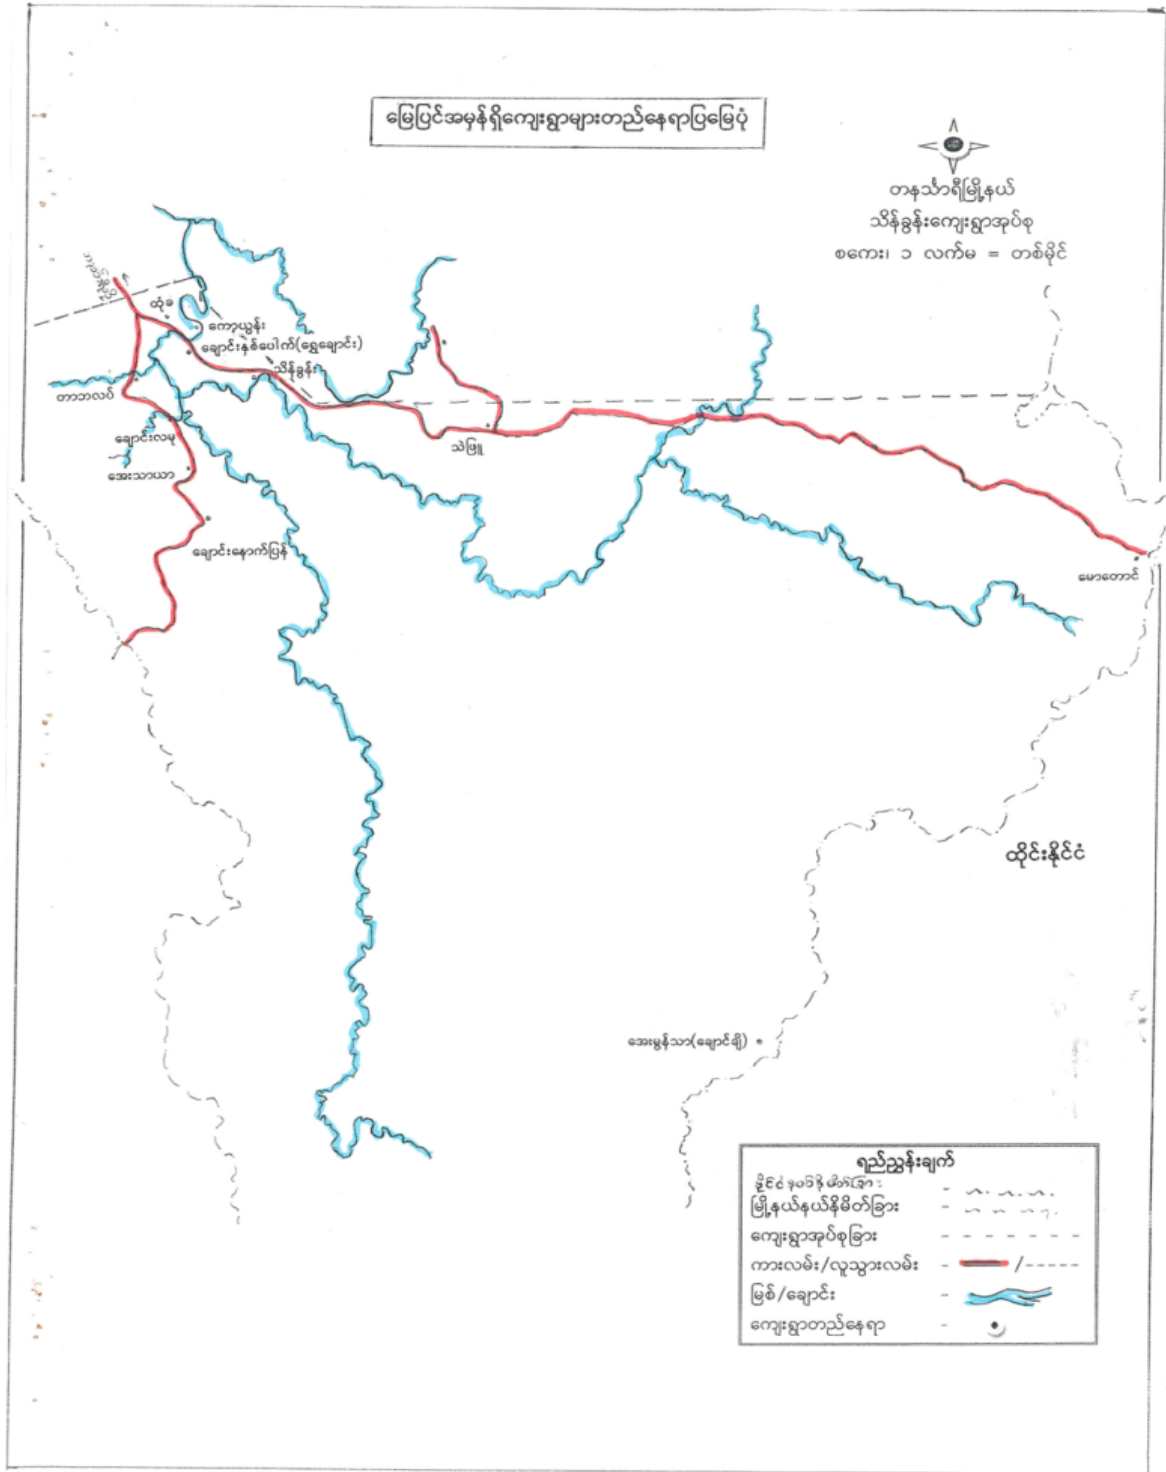 မြေပြင်အမှန်ရှိကျေးရွာများတည်နေရာပြမြေပုံ
တနင်္သာရီမြို့နယ်
သိန်ခွန်းကျေးရွာအုပ်စု
စကေး၊ ၁ လက်မ = တစ်မိုင်
ထုံခ
ကော့ယွန်း
ချောင်းနှစ်ပေါက်(ရွှေချောင်း)
သိန်ခွန်း
တာဘလပ်
ချောင်းလမု
သဲဖြူ
အေးသာယာ
ချောင်းနောက်ပြန်
မောတောင်
ထိုင်းနိုင်ငံ
အေးမွန်သာ(ချောင်ချီ)
ရည်ညွှန်းချက်
မြို့နယ်နယ်နိမိတ်ခြား -
ကျေးရွာအုပ်စုခြား -
ကားလမ်း/လူသွားလမ်း - /
မြစ်/ချောင်း -
ကျေးရွာတည်နေရာ -